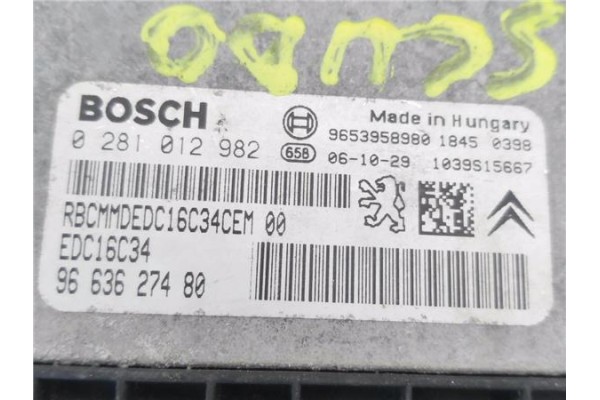 BOSCH
Made in Hungary
9653958980 1845 0398
0 281 012 982
658 06-10-29 1039S15667
RBCMMDEDC16C34CEM 00
EDC16C34
96 636 274 80